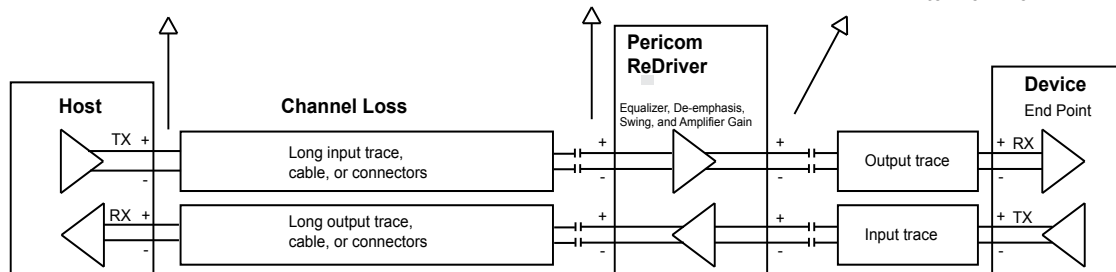 Pericom
ReDriver
Host
Channel Loss
Device
End Point
Equalizer, De-emphasis,
Swing, and Amplifier Gain
TX + + + + RX
Long input trace,
cable, or connectors
Output trace
- - - -
RX + + + + TX
Long output trace,
cable, or connectors
Input trace
- - - -